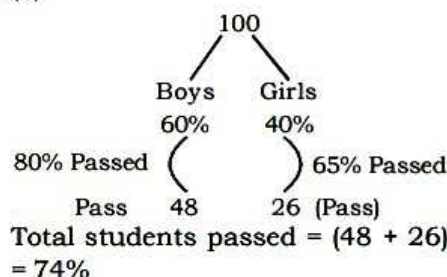 100
Boys Girls
60% 40%
80% Passed 65% Passed
Pass 48 26 (Pass)
Total students passed = (48 + 26)
= 74%